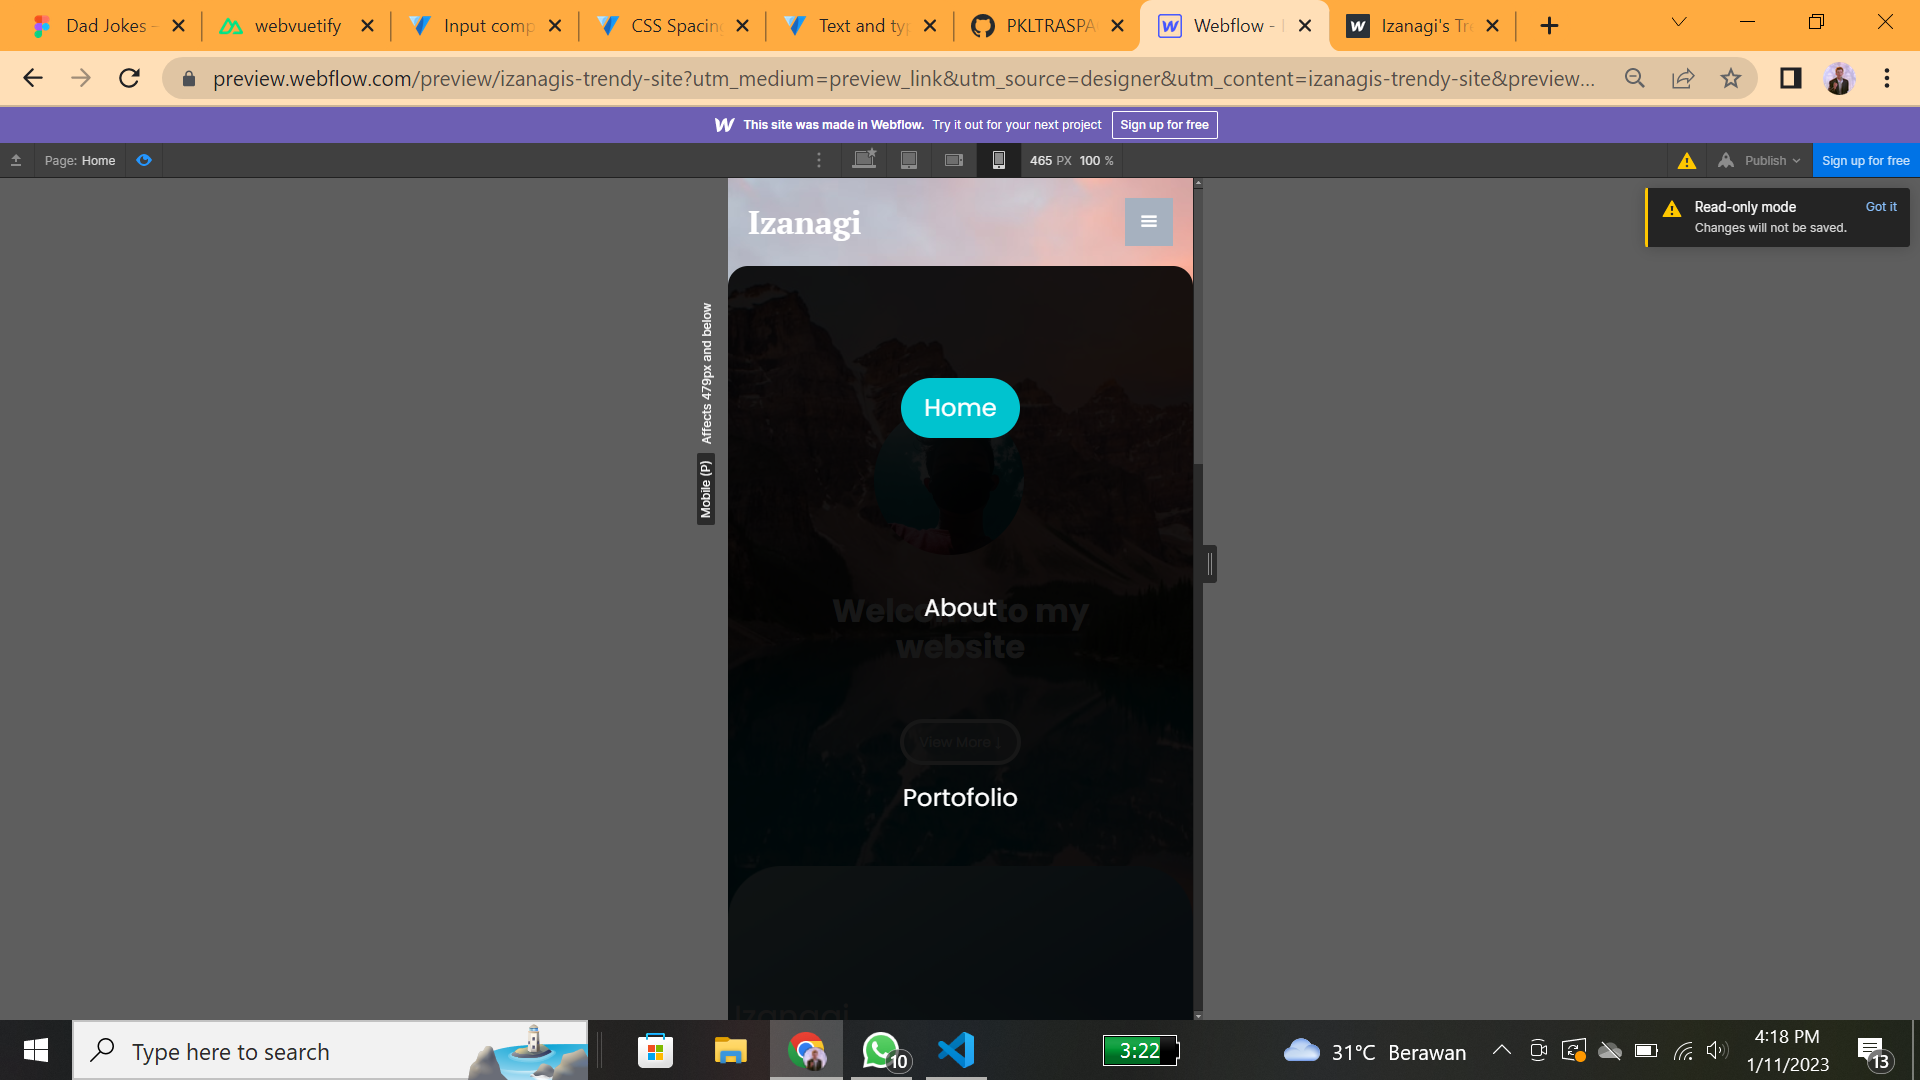 Dad Jokes -
webvuetify
Input comp
CSS Spacing
Text and typ
PKLTRASPA
Webflow -
Izanagi's Tre
preview.webflow.com/preview/izanagis-trendy-site?utm_medium=preview_link&utm_source=designer&utm_content=izanagis-trendy-site&preview...
W This site was made in Webflow. Try it out for your next project Sign up for free
Page: Home
465 PX 100 %
Publish
Sign up for free
Read-only mode
Got it
Changes will not be saved.
Affects 479px and below
Mobile (P)
Izanagi
Home
About
Welcome to my
website
View More ↓
Portofolio
Izanagi
Type here to search
10
3:22
31°C Berawan
4:18 PM
1/11/2023
13